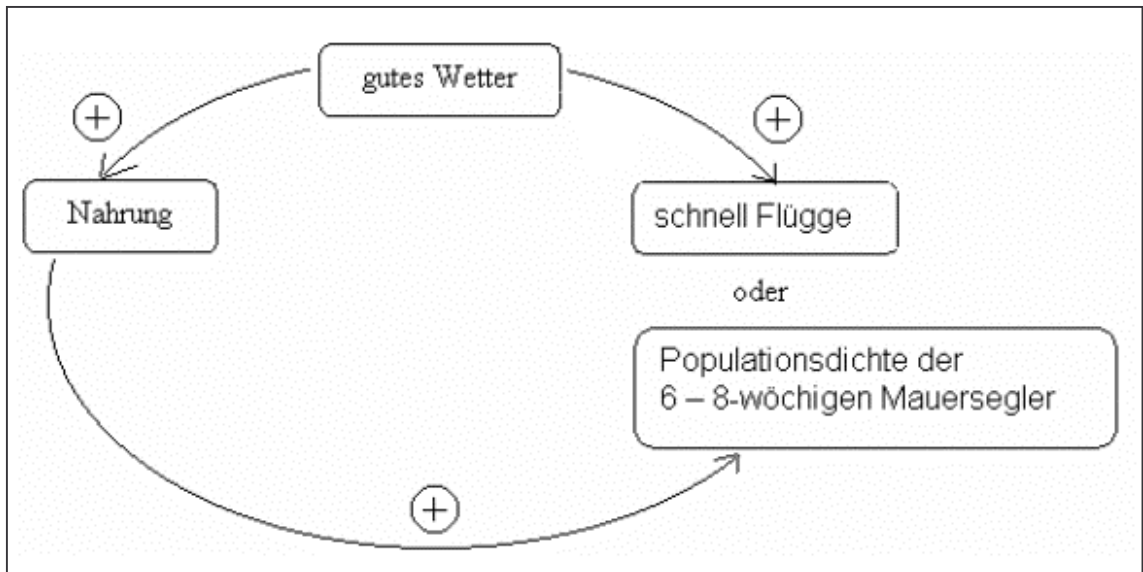 gutes Wetter
+
+
Nahrung
schnell Flügge
oder
Populationsdichte der
6 – 8-wöchigen Mauersegler
+